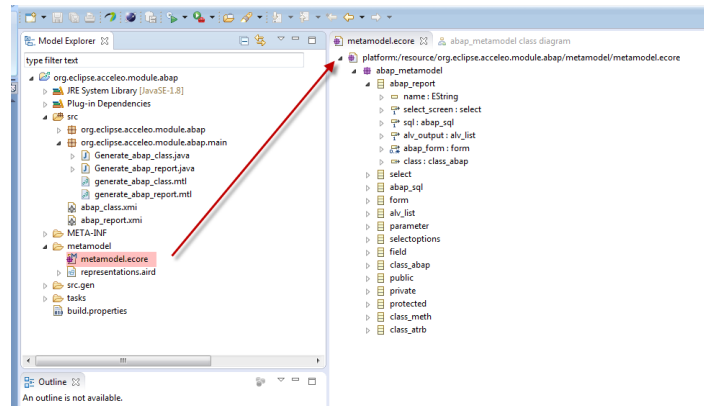 Model Explorer
type filter text
org.eclipse.acceleo.module.abap
JRE System Library [JavaSE-1.8]
Plug-in Dependencies
src
org.eclipse.acceleo.module.abap
org.eclipse.acceleo.module.abap.main
Generate_abap_class.java
Generate_abap_report.java
generate_abap_class.mtl
generate_abap_report.mtl
abap_class.xmi
abap_report.xmi
META-INF
metamodel
metamodel.ecore
representations.aird
src.gen
tasks
build.properties
Outline
An outline is not available.
metamodel.ecore abap_metamodel class diagram
platform:/resource/org.eclipse.acceleo.module.abap/metamodel/metamodel.ecore
abap_metamodel
abap_report
name : EString
select_screen : select
sql : abap_sql
alv_output : alv_list
abap_form : form
class : class_abap
select
abap_sql
form
alv_list
parameter
selectoptions
field
class_abap
public
private
protected
class_meth
class_atrb